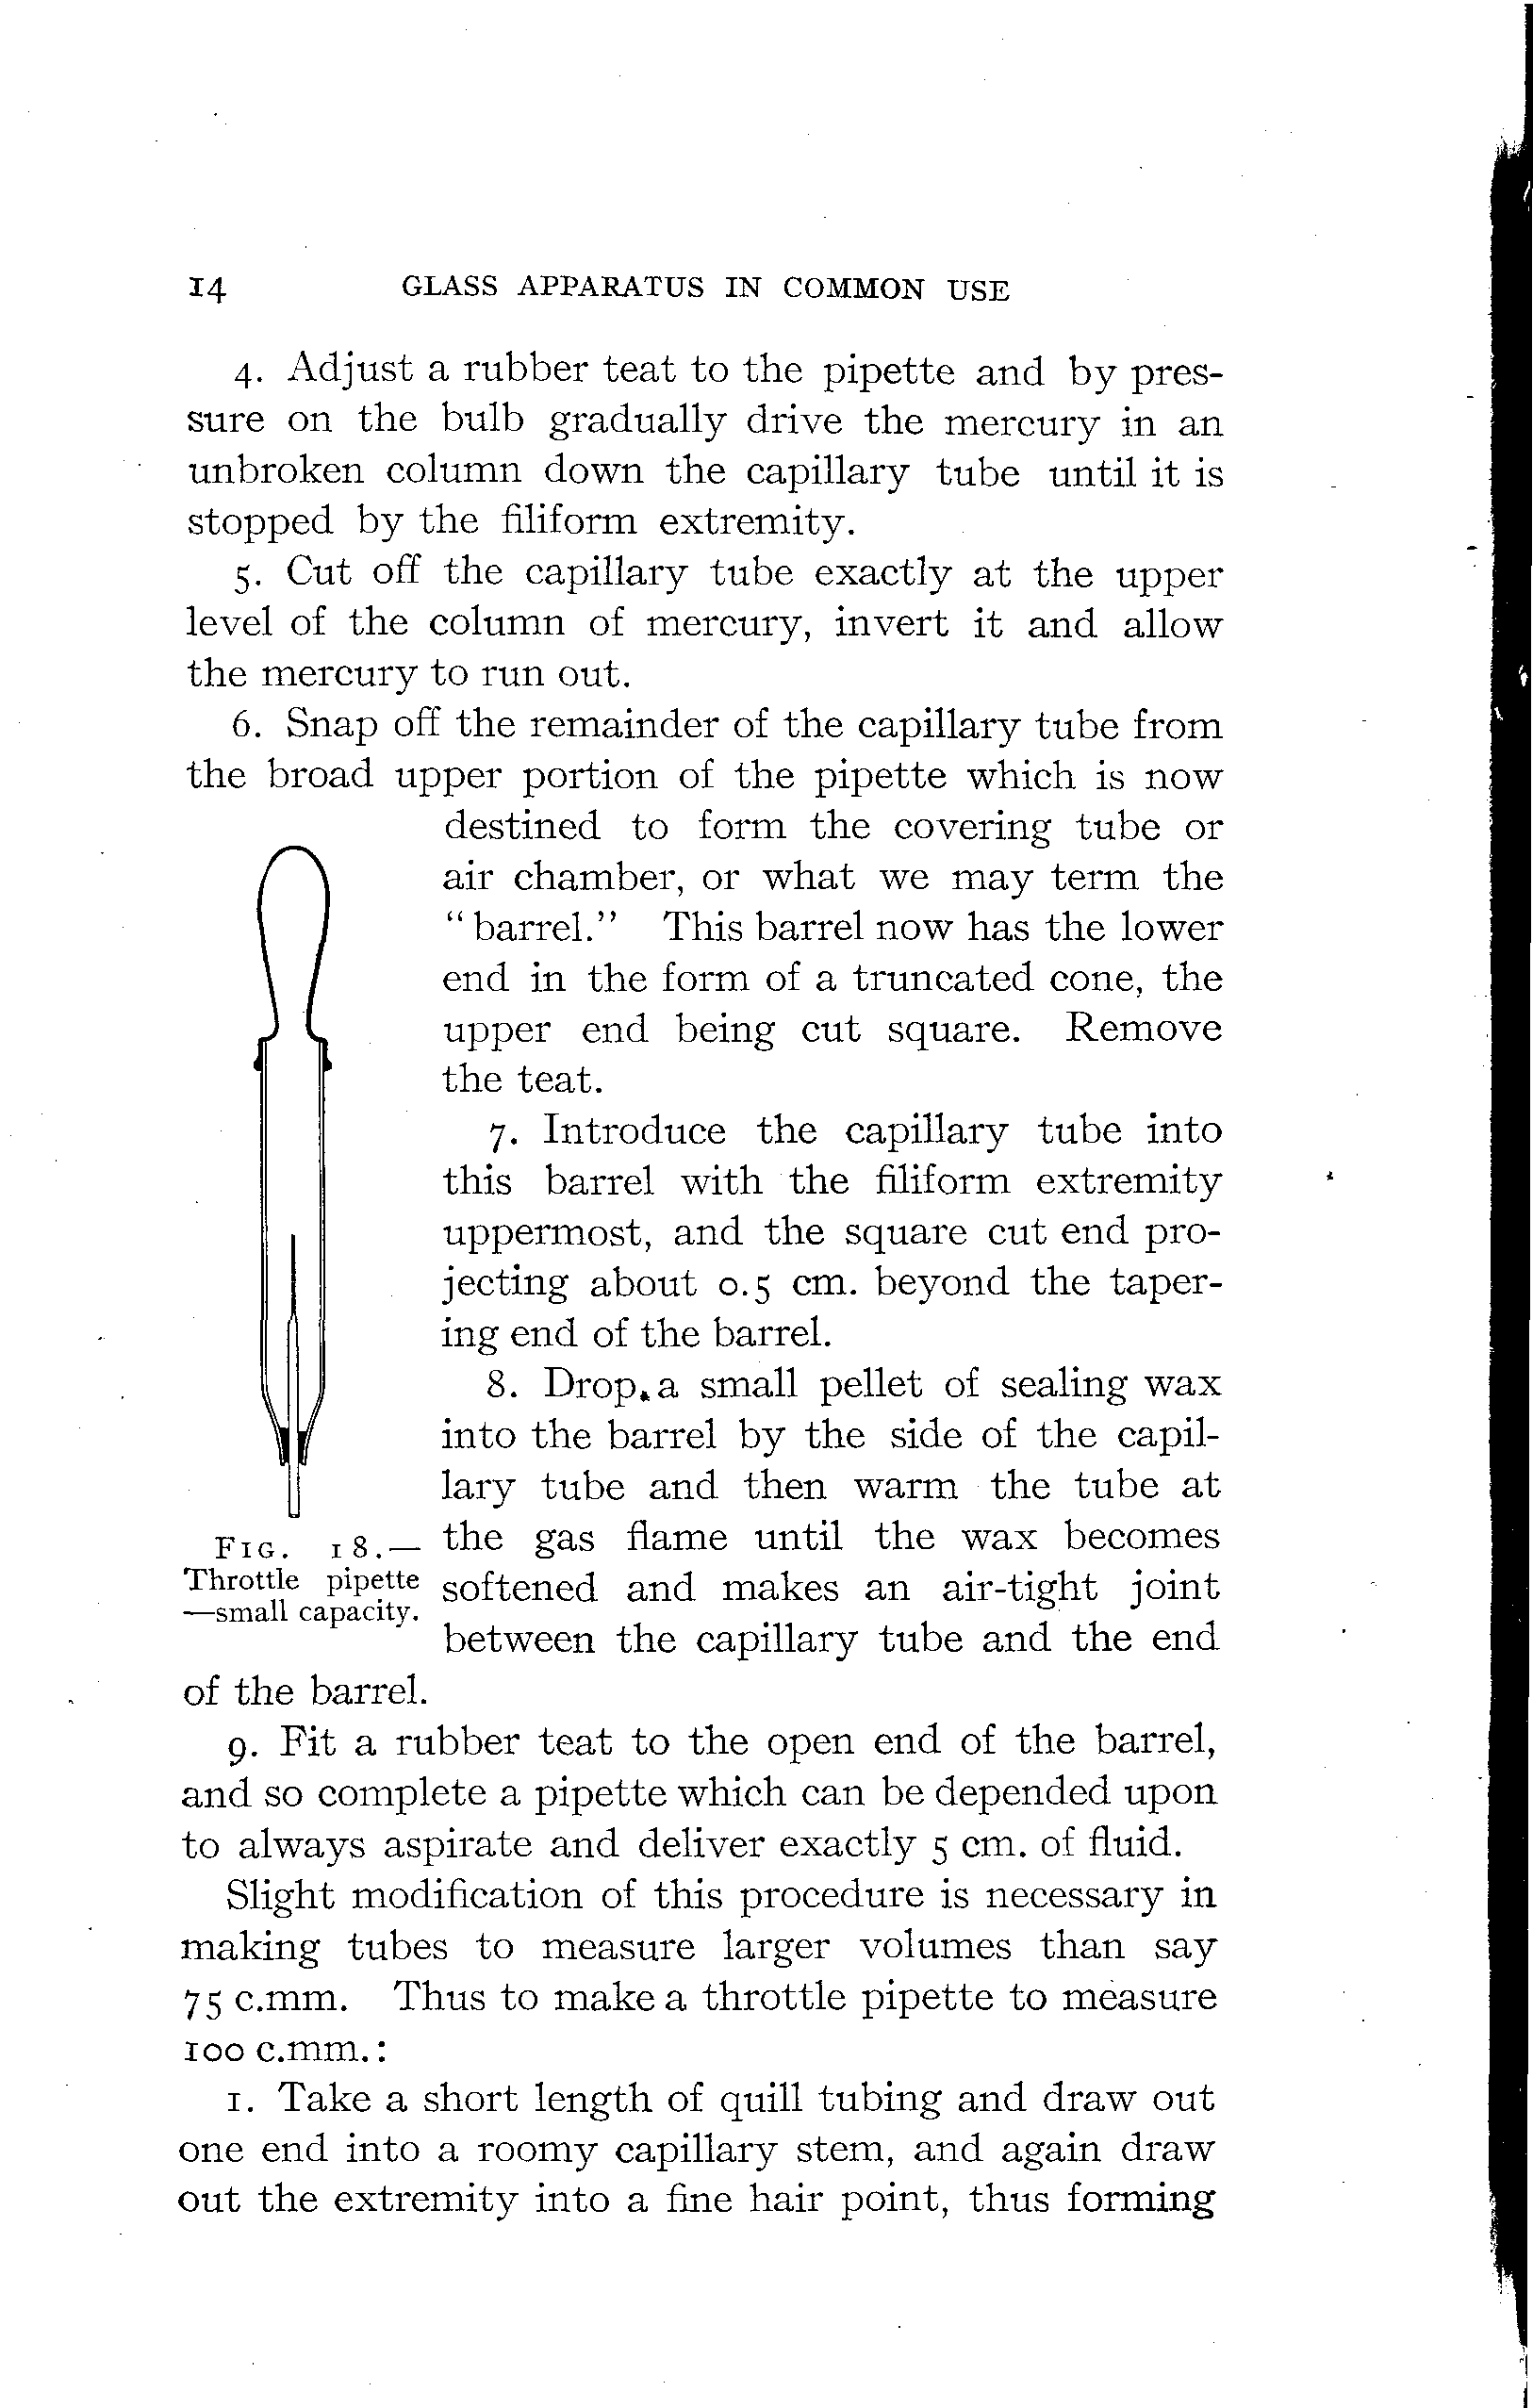 14 GLASS APPARATUS IN COMMON USE
4. Adjust a rubber teat to the pipette and by pres-
sure on the bulb gradually drive the mercury in an
unbroken column down the capillary tube until it is
stopped by the filiform extremity.
5. Cut off the capillary tube exactly at the upper
level of the column of mercury, invert it and allow
the mercury to run out.
6. Snap off the remainder of the capillary tube from
the broad upper portion of the pipette which is now
destined to form the covering tube or
air chamber, or what we may term the
“barrel.” This barrel now has the lower
end in the form of a truncated cone, the
upper end being cut square. Remove
the teat.
7. Introduce the capillary tube into
this barrel with the filiform extremity
uppermost, and the square cut end pro-
jecting about 0.5 cm. beyond the taper-
ing end of the barrel.
8. Drop a small pellet of sealing wax
into the barrel by the side of the capil-
lary tube and then warm the tube at
the gas flame until the wax becomes
softened and makes an air-tight joint
between the capillary tube and the end
of the barrel.
FIG. 18.—
Throttle pipette
—small capacity.
9. Fit a rubber teat to the open end of the barrel,
and so complete a pipette which can be depended upon
to always aspirate and deliver exactly 5 cm. of fluid.
Slight modification of this procedure is necessary in
making tubes to measure larger volumes than say
75 c.mm. Thus to make a throttle pipette to measure
100 c.mm.:
1. Take a short length of quill tubing and draw out
one end into a roomy capillary stem, and again draw
out the extremity into a fine hair point, thus forming